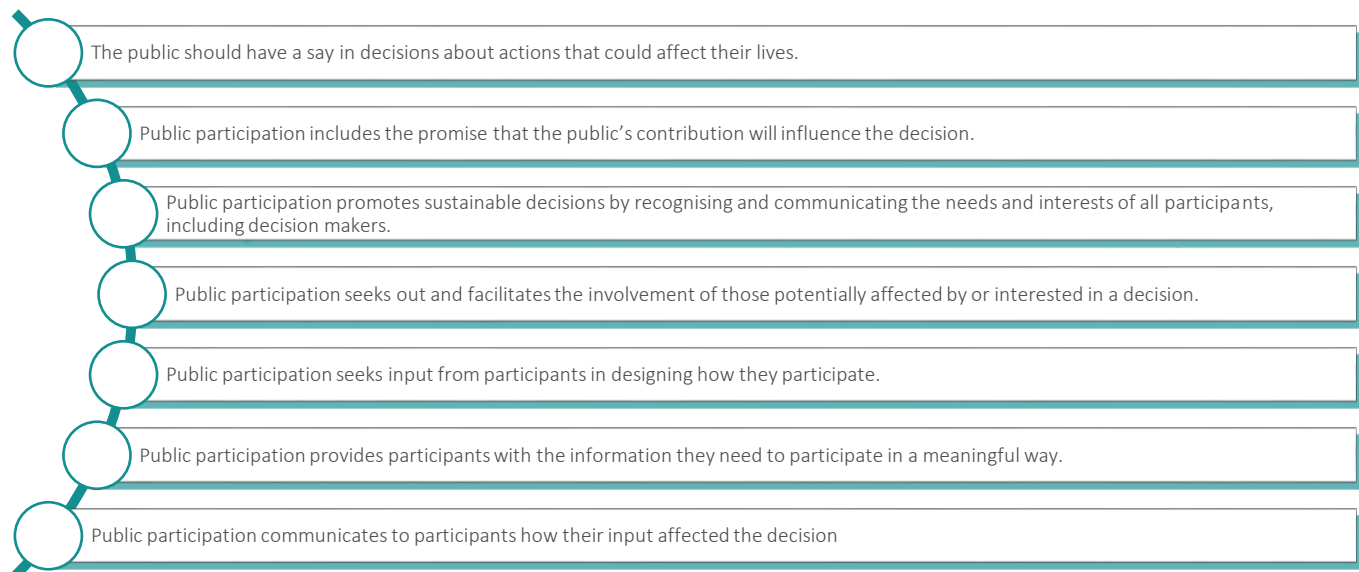 The public should have a say in decisions about actions that could affect their lives.
Public participation includes the promise that the public’s contribution will influence the decision.
Public participation promotes sustainable decisions by recognising and communicating the needs and interests of all participants,
including decision makers.
Public participation seeks out and facilitates the involvement of those potentially affected by or interested in a decision.
Public participation seeks input from participants in designing how they participate.
Public participation provides participants with the information they need to participate in a meaningful way.
Public participation communicates to participants how their input affected the decision